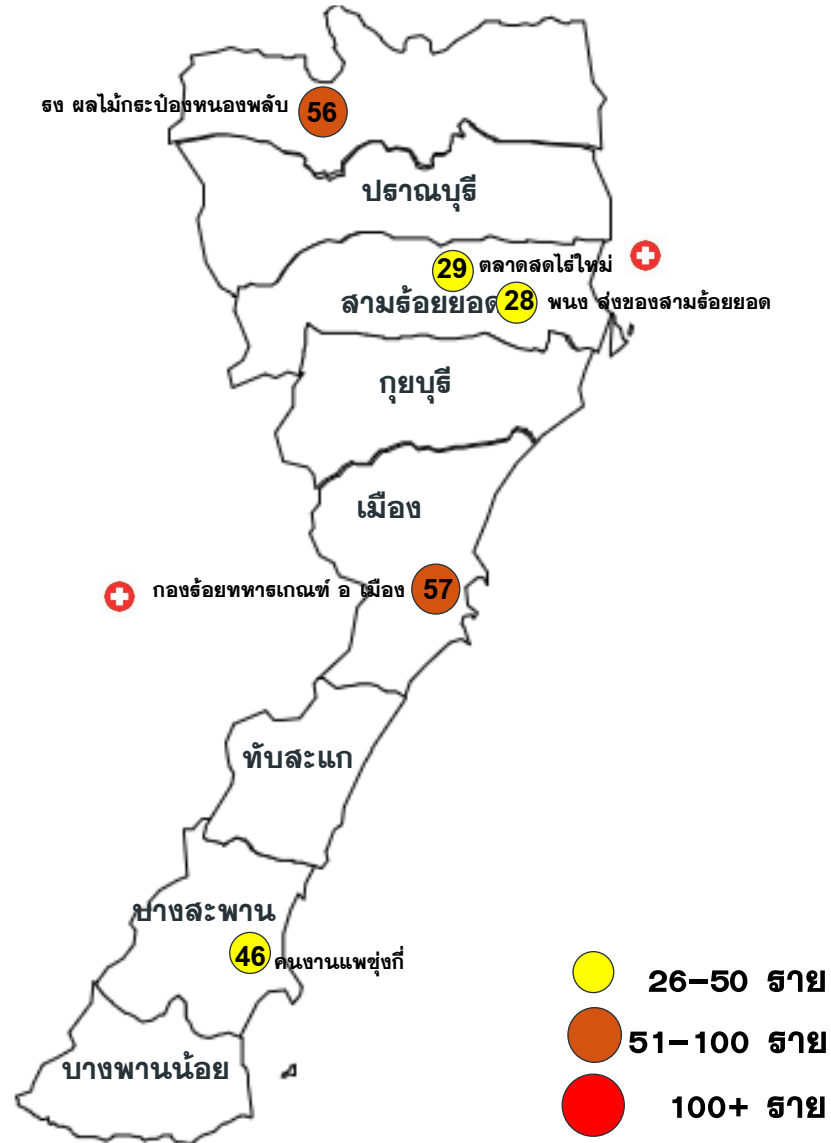 รง ผลไม้กระป๋องหนองพลับ 56
ปราณบุรี
29 ตลาดสดไร่ใหม่
สามร้อยยอด 28 พนง ส่งของสามร้อยยอด
กุยบุรี
เมือง
กองร้อยทหารเกณฑ์ อ เมือง 57
ทับสะแก
บางสะพาน
46 คนงานแพชุ่งกี่
บางพานน้อย
26-50 ราย
51-100 ราย
100+ ราย